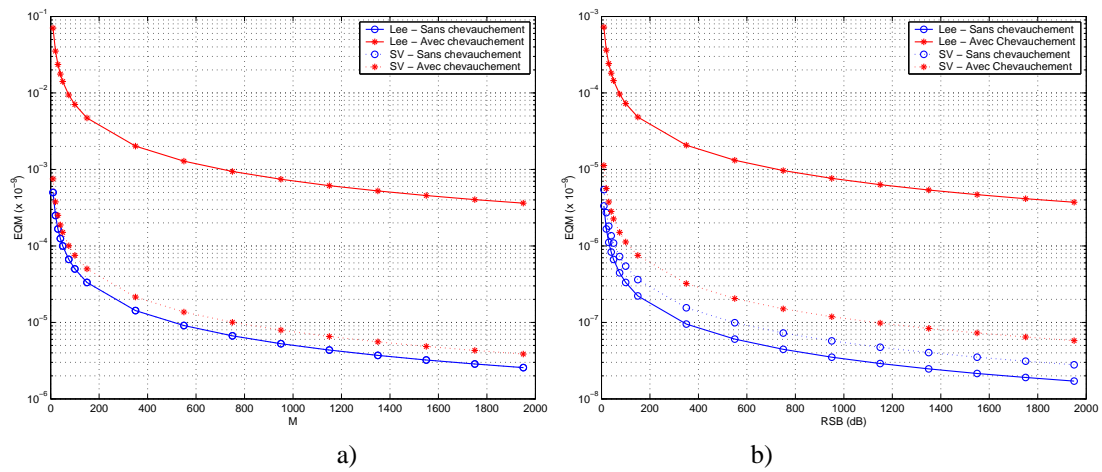 10^-1
10^-2
10^-3
10^-4
10^-5
10^-6
EQM (x 10^-9)
0 200 400 600 800 1000 1200 1400 1600 1800 2000
M
Lee − Sans chevauchement
Lee − Avec chevauchement
SV − Sans chevauchement
SV − Avec chevauchement
a)
10^-3
10^-4
10^-5
10^-6
10^-7
10^-8
EQM (x 10^-9)
0 200 400 600 800 1000 1200 1400 1600 1800 2000
RSB (dB)
Lee − Sans chevauchement
Lee − Avec Chevauchement
SV − Sans chevauchement
SV − Avec Chevauchement
b)